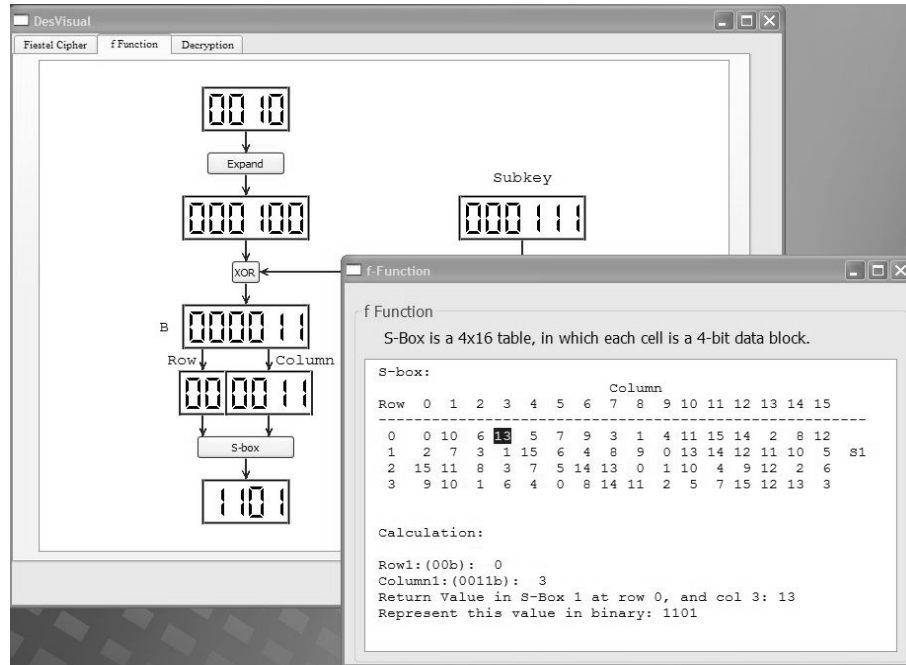 DesVisual
Fiestel Cipher f Function Decryption
0010
Expand
Subkey
000100 000111
XOR
B 000011
Row Column
00 0011
S-box
1101
f-Function
f Function
S-Box is a 4x16 table, in which each cell is a 4-bit data block.
S-box:
Column
Row 0 1 2 3 4 5 6 7 8 9 10 11 12 13 14 15
0 0 10 6 13 5 7 9 3 1 4 11 15 14 2 8 12
1 2 7 3 1 15 6 4 8 9 0 13 14 12 11 10 5 S1
2 15 11 8 3 7 5 14 13 0 1 10 4 9 12 2 6
3 9 10 1 6 4 0 8 14 11 2 5 7 15 12 13 3
Calculation:
Row1:(00b): 0
Column1:(0011b): 3
Return Value in S-Box 1 at row 0, and col 3: 13
Represent this value in binary: 1101